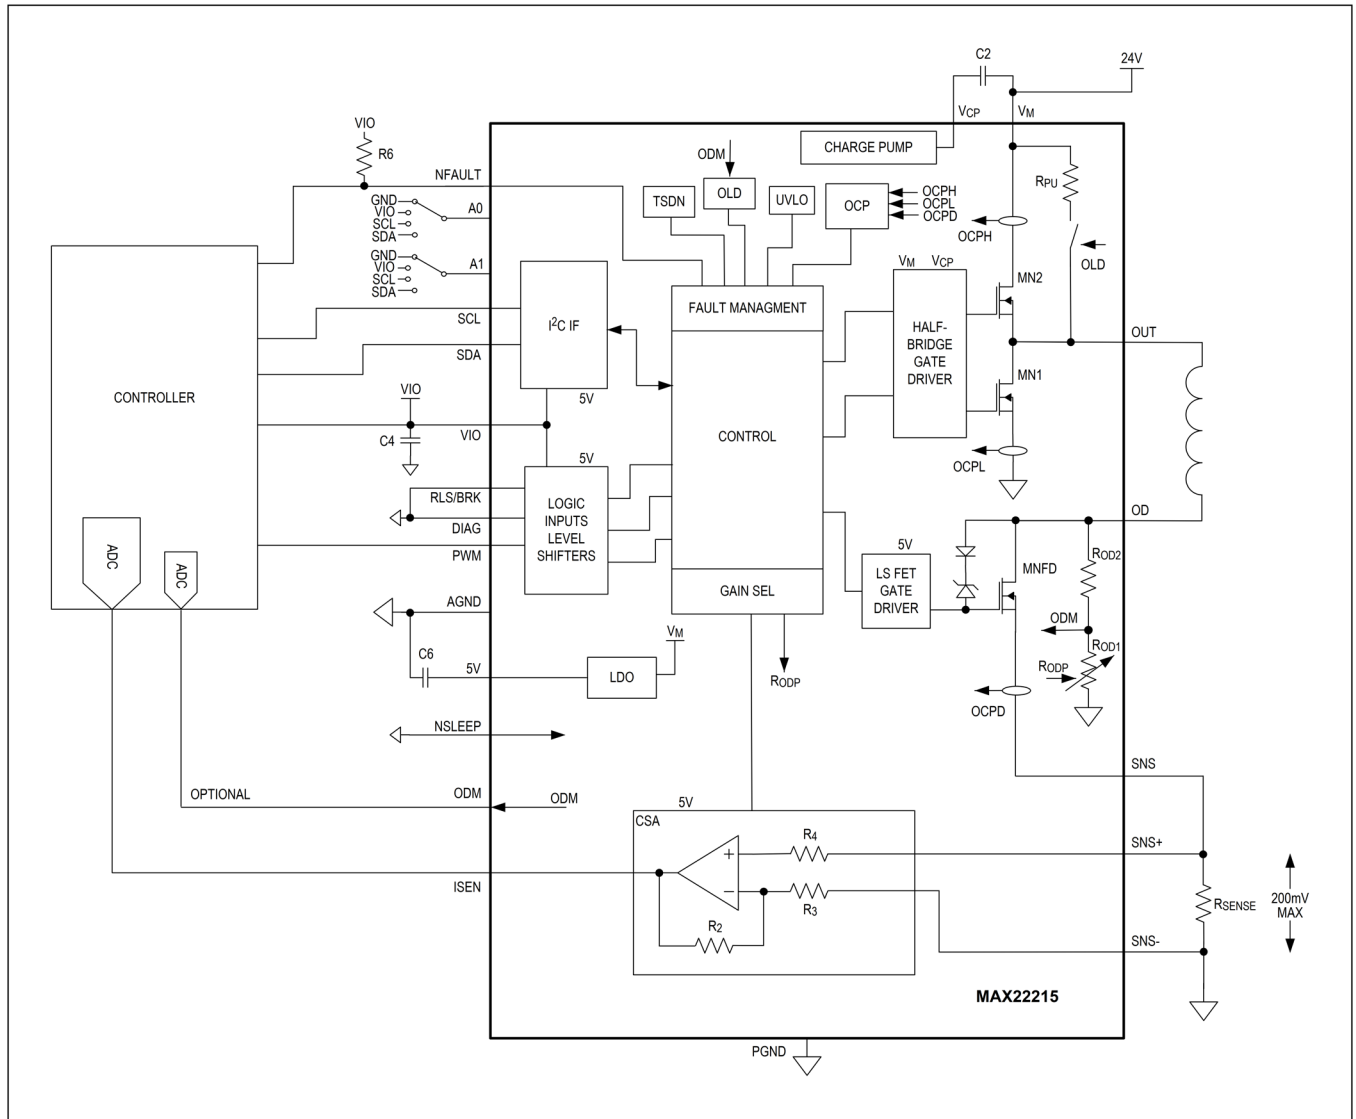 C2
24V
VCP
VM
VIO
R6
CHARGE PUMP
NFAULT
ODM
RPU
GND
VIO
SCL
SDA
A0
TSDN
OLD
UVLO
OCP
OCPH
OCPL
OCPD
OCPH
OLD
GND
VIO
SCL
SDA
A1
VM VCP
MN2
I2C IF
FAULT MANAGMENT
SCL
HALF-
BRIDGE
GATE
DRIVER
OUT
SDA
MN1
CONTROLLER
VIO
5V
C4
VIO
CONTROL
5V
OCPL
RLS/BRK
LOGIC
INPUTS
LEVEL
SHIFTERS
DIAG
OD
ADC
ADC
PWM
5V
LS FET
GATE
DRIVER
MNFD
ROD2
GAIN SEL
AGND
ODM
VM
ROD1
C6
5V
LDO
RODP
RODP
OCPD
NSLEEP
SNS
OPTIONAL
ODM
ODM
5V
CSA
R4
+
SNS+
ISEN
−
R3
RSENSE
200mV
MAX
R2
SNS-
MAX22215
PGND